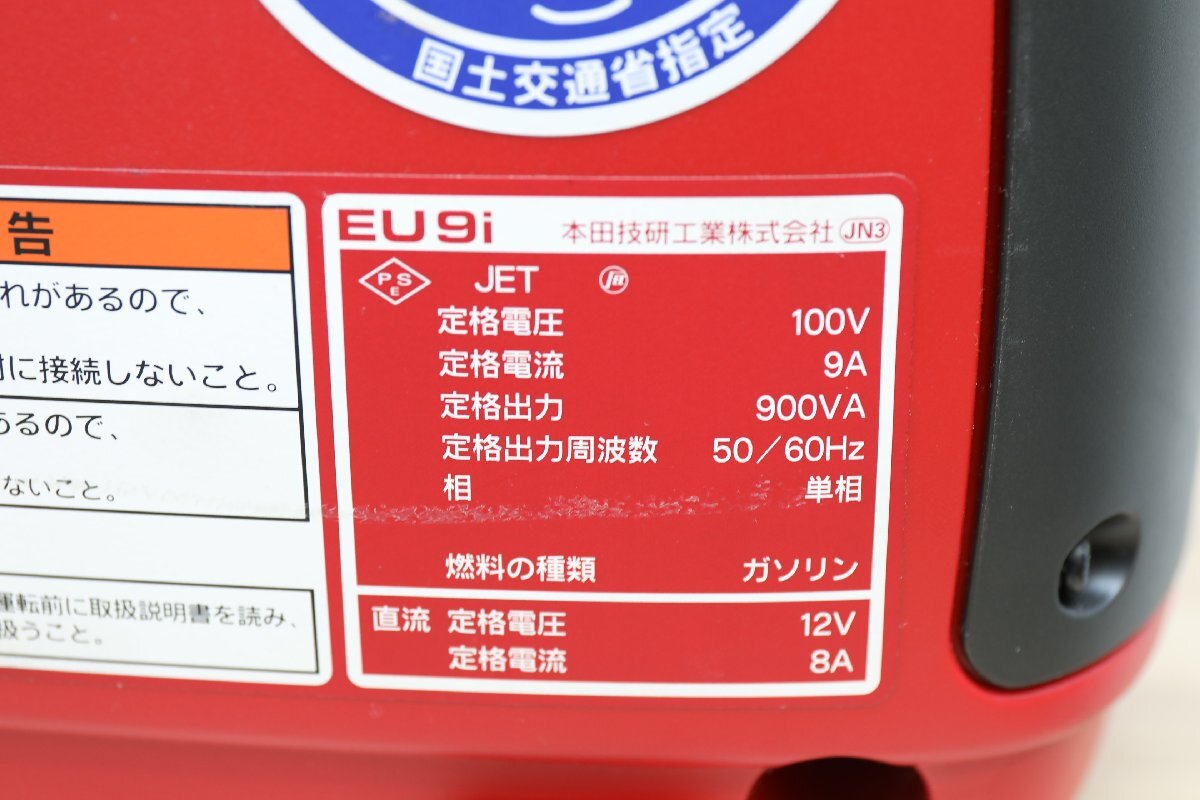 国土交通省指定
告
れがあるので、
に接続しないこと。
あるので、
ないこと。
運転前に取扱説明書を読み、
扱うこと。
EU9i 本田技研工業株式会社 JN3
PSE JET
定格電圧 100V
定格電流 9A
定格出力 900VA
定格出力周波数 50/60Hz
相 単相
燃料の種類 ガソリン
直流 定格電圧 12V
定格電流 8A